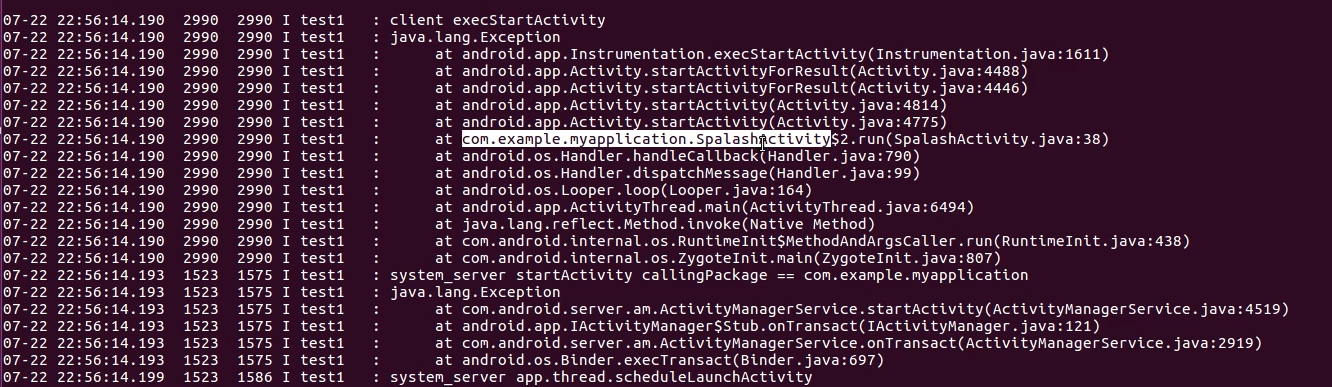 07-22 22:56:14.190  2990  2990 I test1   : client execStartActivity
07-22 22:56:14.190  2990  2990 I test1   : java.lang.Exception
07-22 22:56:14.190  2990  2990 I test1   :      at android.app.Instrumentation.execStartActivity(Instrumentation.java:1611)
07-22 22:56:14.190  2990  2990 I test1   :      at android.app.Activity.startActivityForResult(Activity.java:4488)
07-22 22:56:14.190  2990  2990 I test1   :      at android.app.Activity.startActivityForResult(Activity.java:4446)
07-22 22:56:14.190  2990  2990 I test1   :      at android.app.Activity.startActivity(Activity.java:4814)
07-22 22:56:14.190  2990  2990 I test1   :      at android.app.Activity.startActivity(Activity.java:4775)
07-22 22:56:14.190  2990  2990 I test1   :      at com.example.myapplication.SpalashActivity$2.run(SpalashActivity.java:38)
07-22 22:56:14.190  2990  2990 I test1   :      at android.os.Handler.handleCallback(Handler.java:790)
07-22 22:56:14.190  2990  2990 I test1   :      at android.os.Handler.dispatchMessage(Handler.java:99)
07-22 22:56:14.190  2990  2990 I test1   :      at android.os.Looper.loop(Looper.java:164)
07-22 22:56:14.190  2990  2990 I test1   :      at android.app.ActivityThread.main(ActivityThread.java:6494)
07-22 22:56:14.190  2990  2990 I test1   :      at java.lang.reflect.Method.invoke(Native Method)
07-22 22:56:14.190  2990  2990 I test1   :      at com.android.internal.os.RuntimeInit$MethodAndArgsCaller.run(RuntimeInit.java:438)
07-22 22:56:14.190  2990  2990 I test1   :      at com.android.internal.os.ZygoteInit.main(ZygoteInit.java:807)
07-22 22:56:14.193  1523  1575 I test1   : system_server startActivity callingPackage == com.example.myapplication
07-22 22:56:14.193  1523  1575 I test1   : java.lang.Exception
07-22 22:56:14.193  1523  1575 I test1   :      at com.android.server.am.ActivityManagerService.startActivity(ActivityManagerService.java:4519)
07-22 22:56:14.193  1523  1575 I test1   :      at android.app.IActivityManager$Stub.onTransact(IActivityManager.java:121)
07-22 22:56:14.193  1523  1575 I test1   :      at com.android.server.am.ActivityManagerService.onTransact(ActivityManagerService.java:2919)
07-22 22:56:14.193  1523  1575 I test1   :      at android.os.Binder.execTransact(Binder.java:697)
07-22 22:56:14.199  1523  1586 I test1   : system_server app.thread.scheduleLaunchActivity